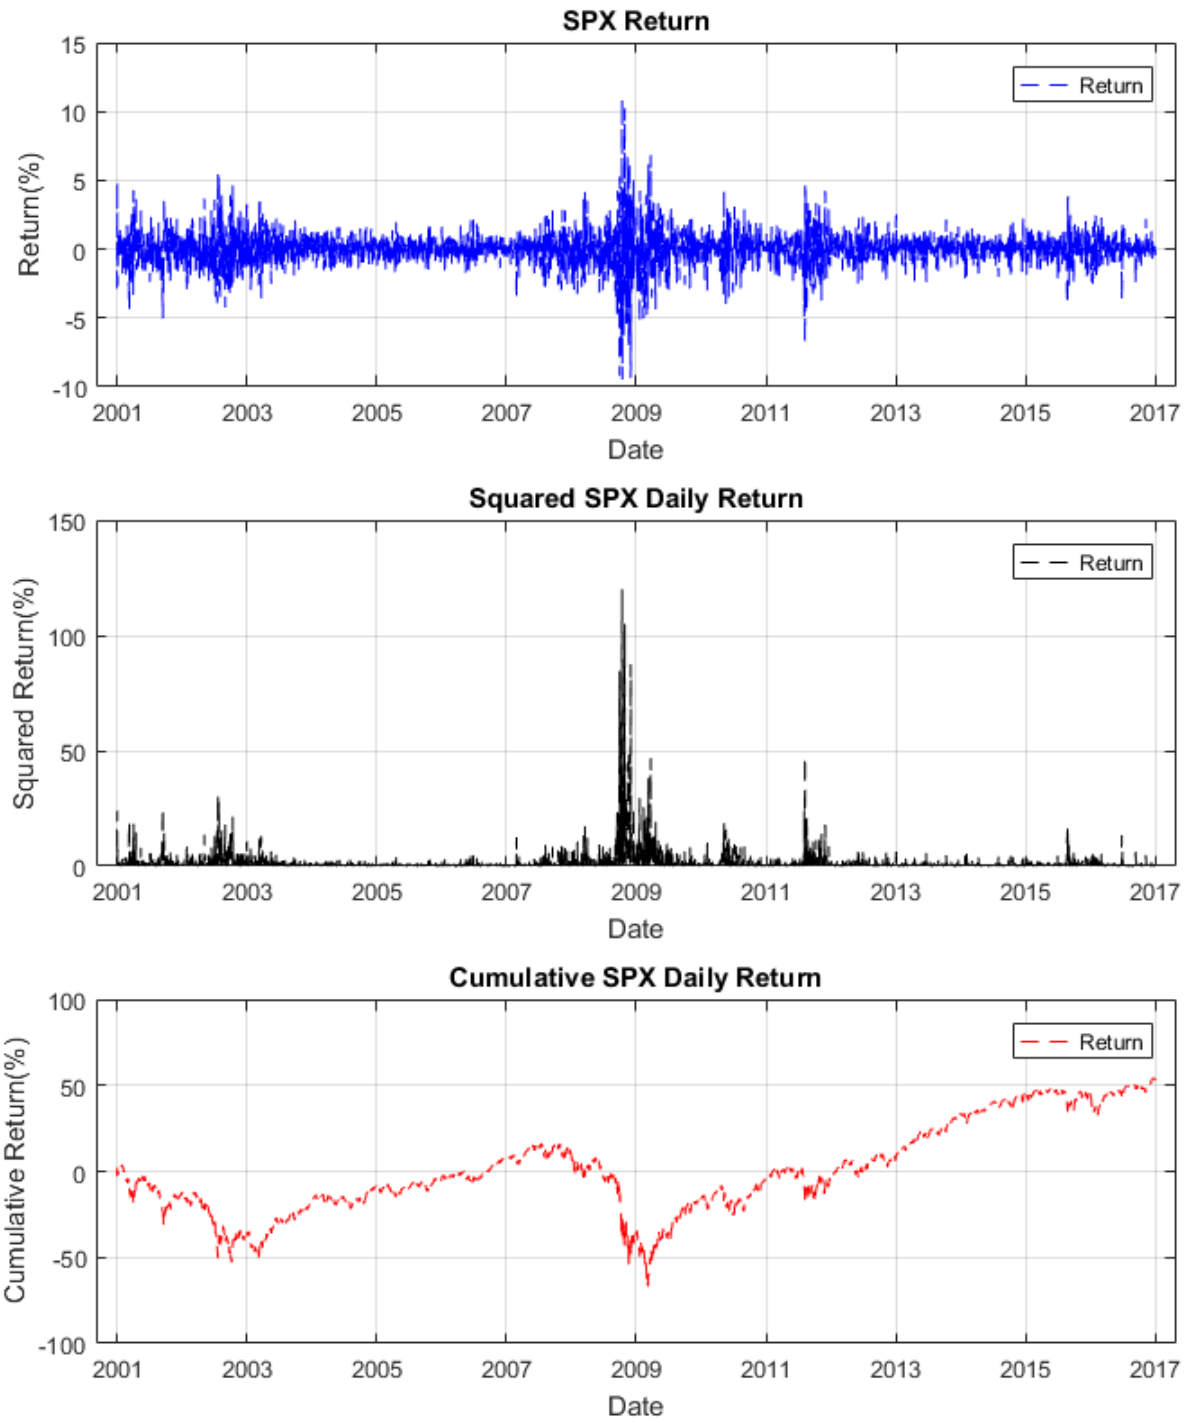 SPX Return
15
10
5
0
-5
-10
Return(%)
Return
2001 2003 2005 2007 2009 2011 2013 2015 2017
Date
Squared SPX Daily Return
150
100
50
0
Squared Return(%)
Return
2001 2003 2005 2007 2009 2011 2013 2015 2017
Date
Cumulative SPX Daily Return
100
50
0
-50
-100
Cumulative Return(%)
Return
2001 2003 2005 2007 2009 2011 2013 2015 2017
Date